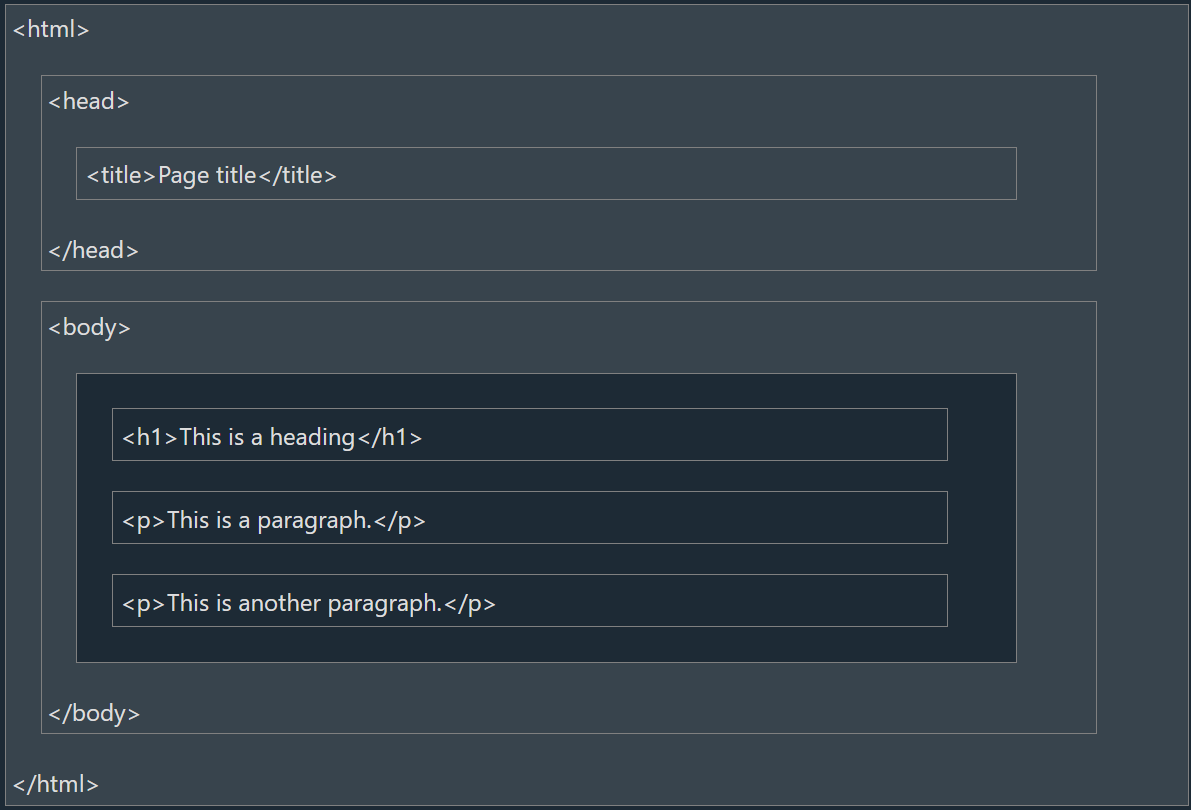 <html>
<head>
<title>Page title</title>
</head>
<body>
<h1>This is a heading</h1>
<p>This is a paragraph.</p>
<p>This is another paragraph.</p>
</body>
</html>